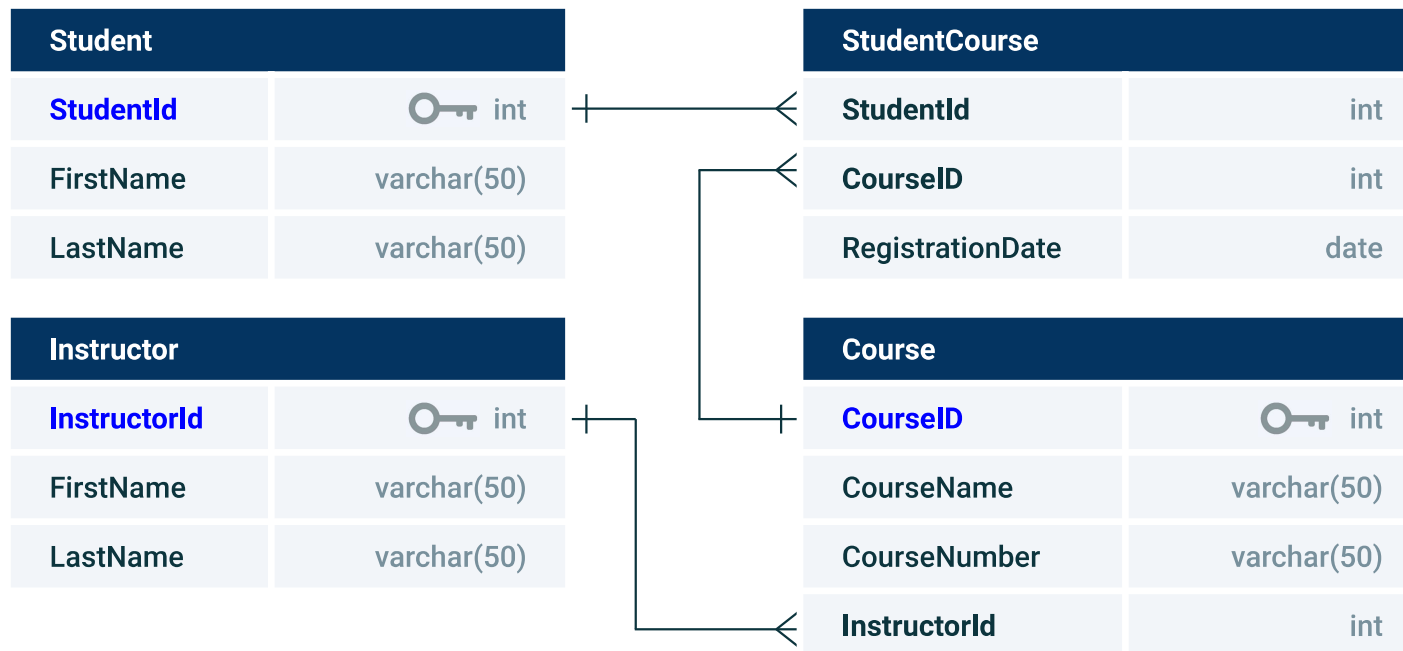 Student
StudentId int
FirstName varchar(50)
LastName varchar(50)
StudentCourse
StudentId int
CourseID int
RegistrationDate date
Instructor
InstructorId int
FirstName varchar(50)
LastName varchar(50)
Course
CourseID int
CourseName varchar(50)
CourseNumber varchar(50)
InstructorId int